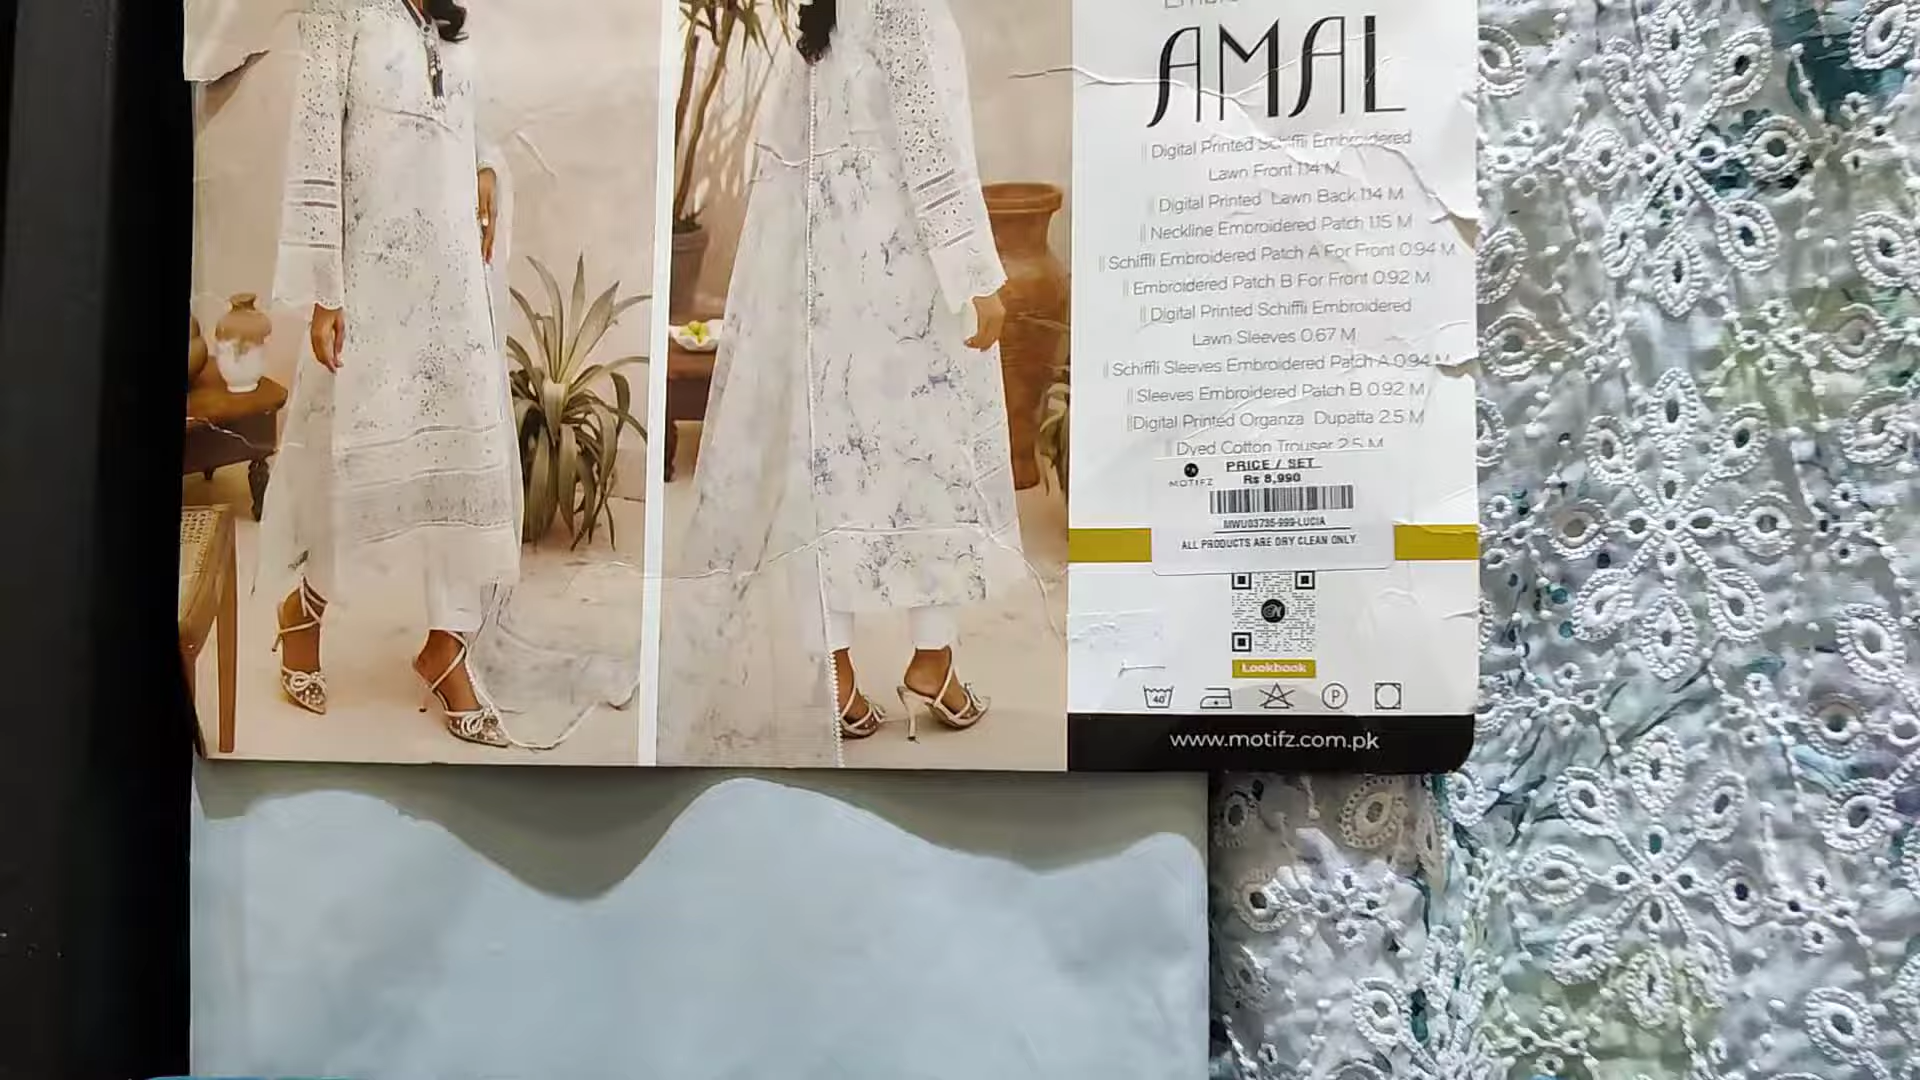 AMAL
Digital Printed Schiffli Embroidered
Lawn Front 1.14 M
Digital Printed Lawn Back 1.14 M
Neckline Embroidered Patch 1.15 M
Schiffli Embroidered Patch A For Front 0.94 M
Embroidered Patch B For Front 0.92 M
Digital Printed Schiffli Embroidered
Lawn Sleeves 0.67 M
Schiffli Sleeves Embroidered Patch A 0.94 M
Sleeves Embroidered Patch B 0.92 M
Digital Printed Organza Dupatta 2.5 M
Dyed Cotton Trouser 2.5 M
MOTIFZ
PRICE / SET
Rs 8,990
MWU03735-999-LUCIA
ALL PRODUCTS ARE DRY CLEAN ONLY
Lookbook
40
P
www.motifz.com.pk